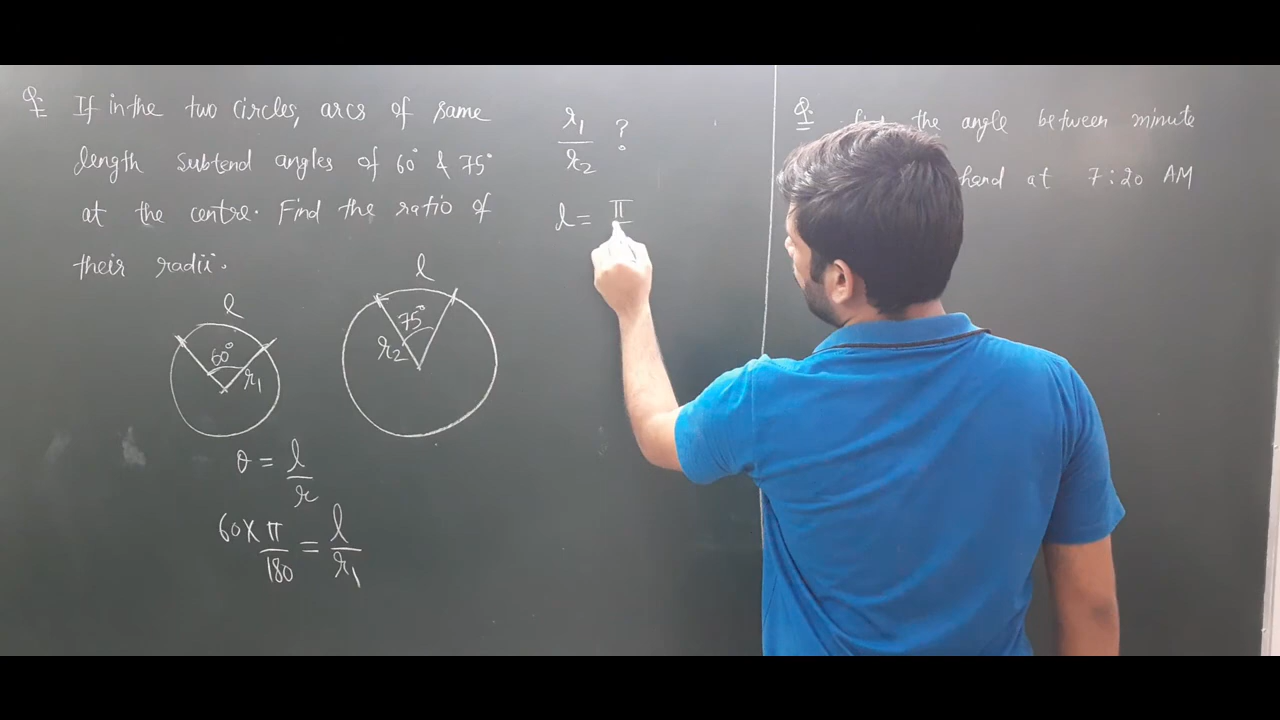 Q: If in the two circles, arcs of same
length subtend angles of 60° & 75°
at the centre. Find the ratio of
their radii.
l
60°
r₁
l
75°
r₂
θ = l/r
60 × π/180 = l/r₁
r₁/r₂ ?
l = π
Q: the angle between minute
hand at 7:20 AM